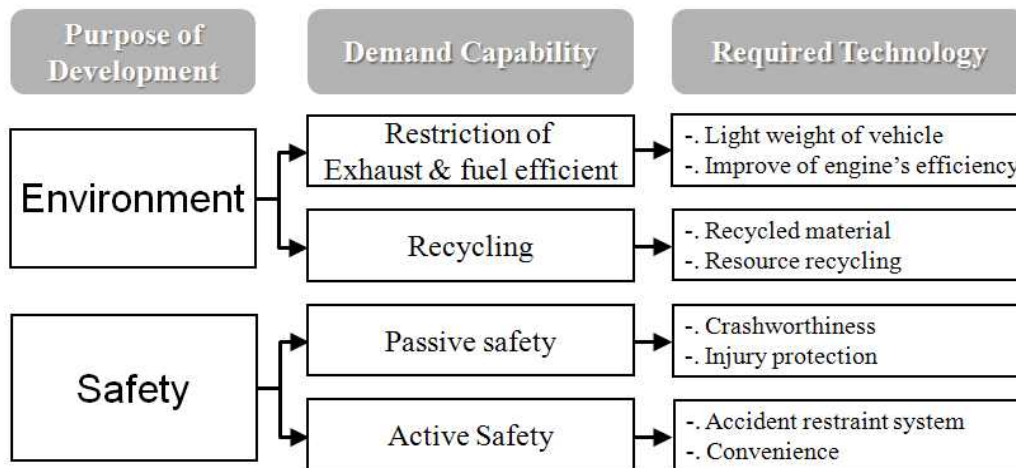 Purpose of
Development
Demand Capability
Required Technology
Environment
Restriction of
Exhaust & fuel efficient
-. Light weight of vehicle
-. Improve of engine's efficiency
Recycling
-. Recycled material
-. Resource recycling
Safety
Passive safety
-. Crashworthiness
-. Injury protection
Active Safety
-. Accident restraint system
-. Convenience